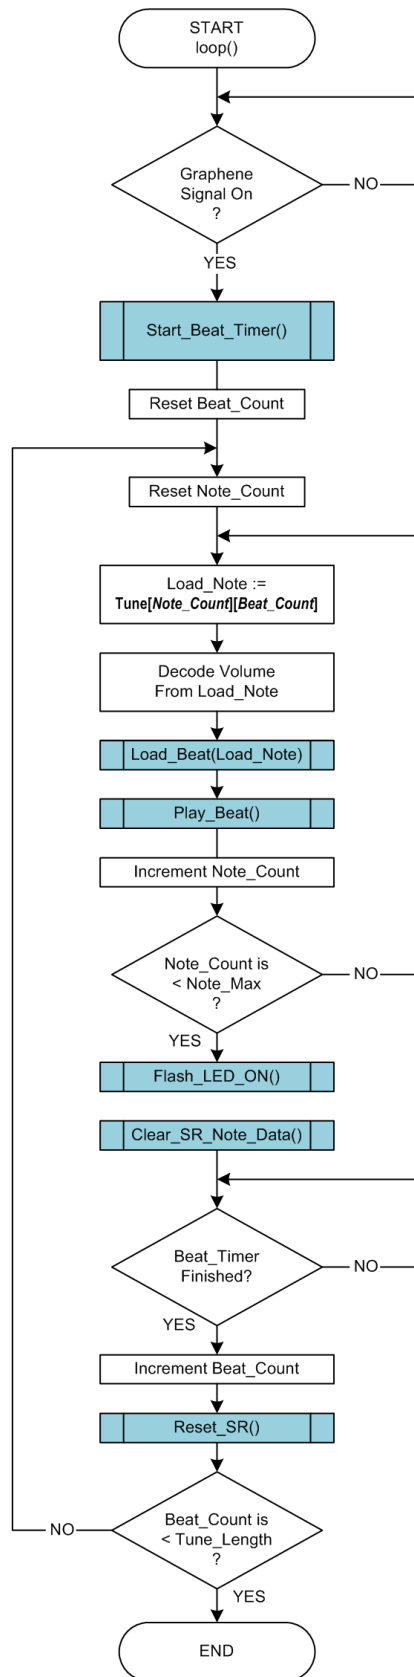 START
loop()
Graphene
Signal On
?
NO
YES
Start_Beat_Timer()
Reset Beat_Count
Reset Note_Count
Load_Note :=
Tune[Note_Count][Beat_Count]
Decode Volume
From Load_Note
Load_Beat(Load_Note)
Play_Beat()
Increment Note_Count
Note_Count is
< Note_Max
?
NO
YES
Flash_LED_ON()
Clear_SR_Note_Data()
Beat_Timer
Finished?
NO
YES
Increment Beat_Count
Reset_SR()
Beat_Count is
< Tune_Length
?
NO
YES
END